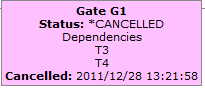 Gate G1
Status: *CANCELLED
Dependencies
T3
T4
Cancelled: 2011/12/28 13:21:58